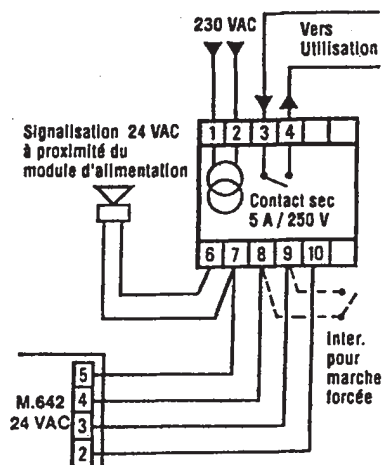 230 VAC
Vers
Utilisation
Signalisation 24 VAC
à proximité du
module d'alimentation
1 2 3 4
Contact sec
5 A / 250 V
6 7 8 9 10
Inter.
pour
marche
forcée
M.642
24 VAC
5
4
3
2